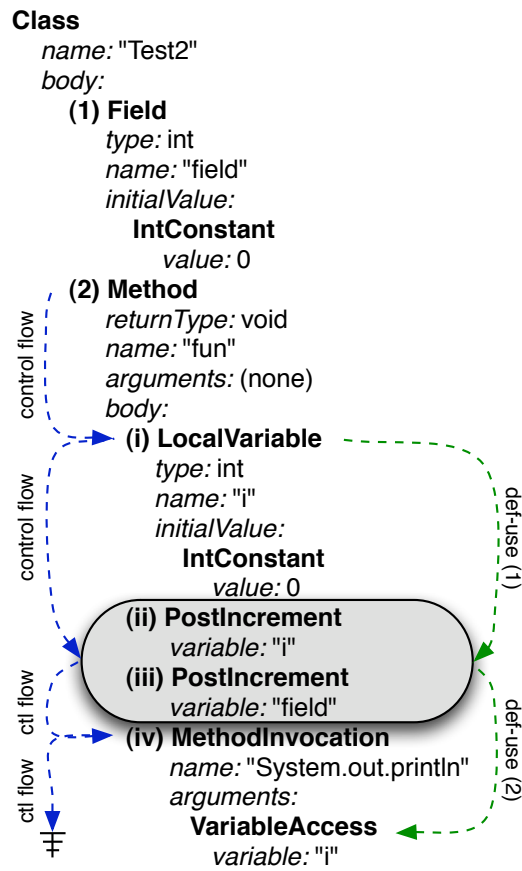 Class
name: "Test2"
body:
(1) Field
type: int
name: "field"
initialValue:
IntConstant
value: 0
(2) Method
returnType: void
name: "fun"
arguments: (none)
body:
(i) LocalVariable
type: int
name: "i"
initialValue:
IntConstant
value: 0
(ii) PostIncrement
variable: "i"
(iii) PostIncrement
variable: "field"
(iv) MethodInvocation
name: "System.out.println"
arguments:
VariableAccess
variable: "i"
control flow
control flow
ctl flow
ctl flow
def-use (1)
def-use (2)